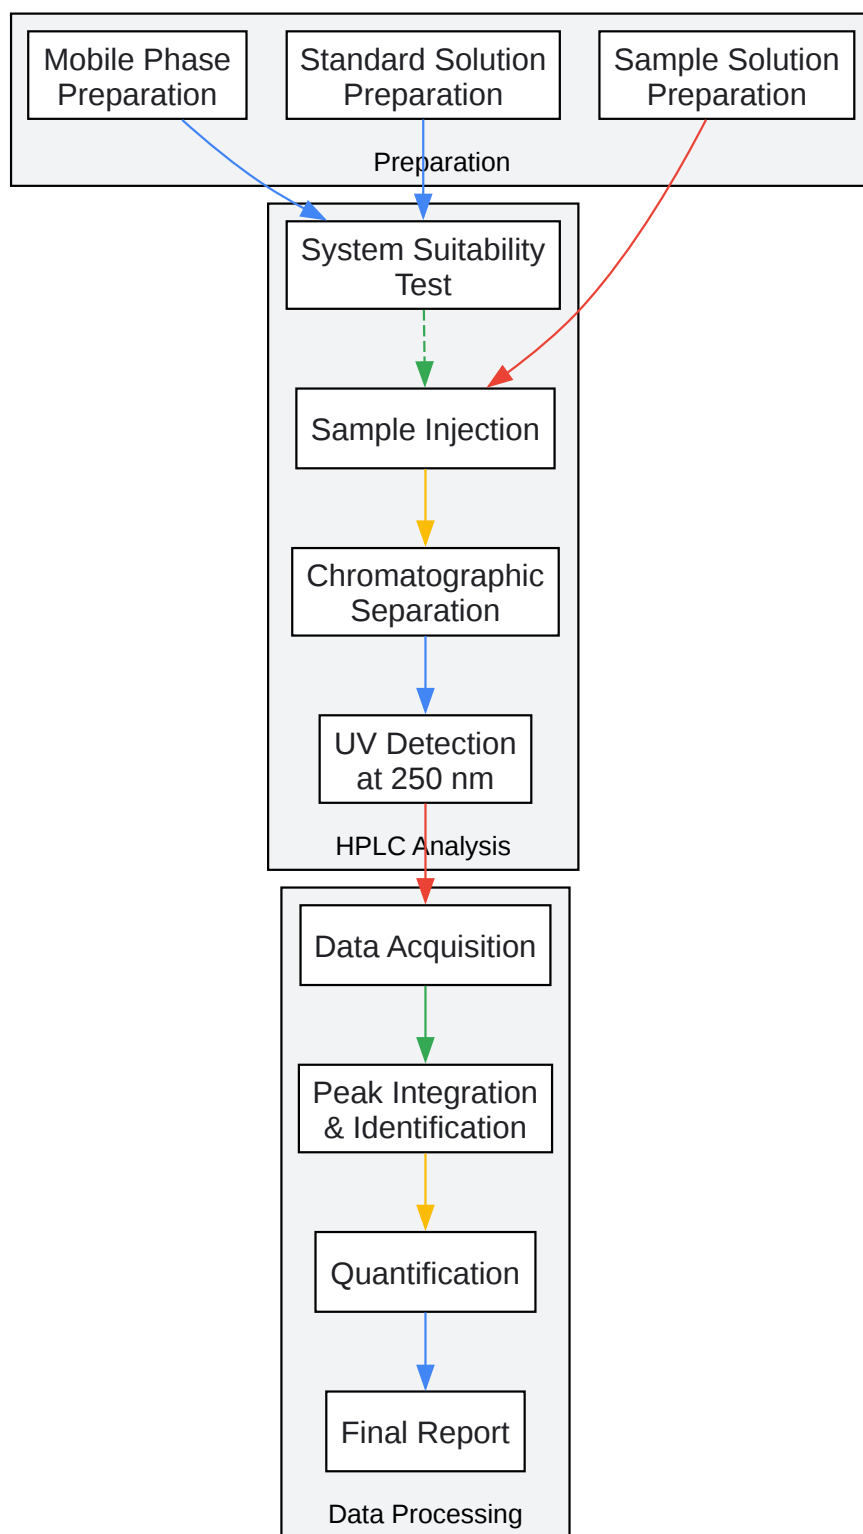 Mobile Phase
Preparation
Standard Solution
Preparation
Sample Solution
Preparation
Preparation
System Suitability
Test
Sample Injection
Chromatographic
Separation
UV Detection
at 250 nm
HPLC Analysis
Data Acquisition
Peak Integration
& Identification
Quantification
Final Report
Data Processing